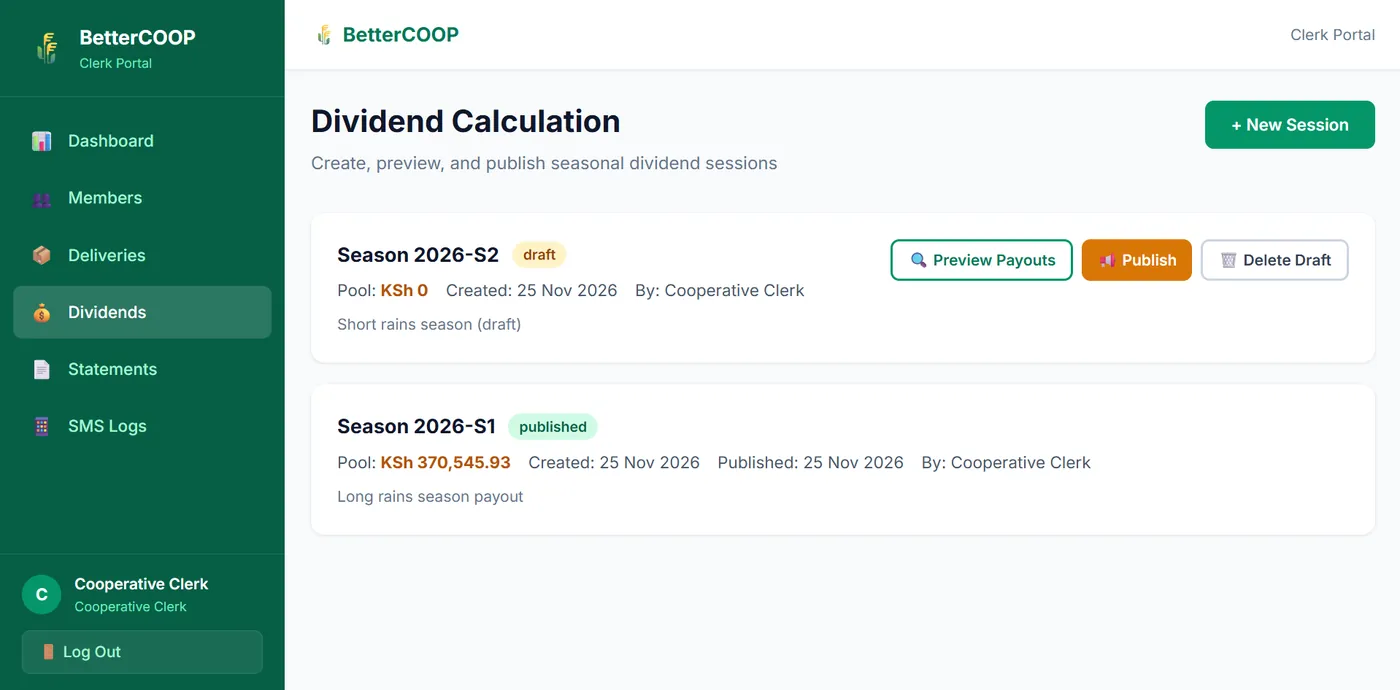 BetterCOOP
Clerk Portal
Dashboard
Members
Deliveries
Dividends
Statements
SMS Logs
C
Cooperative Clerk
Cooperative Clerk
Log Out
BetterCOOP
Clerk Portal
Dividend Calculation
+ New Session
Create, preview, and publish seasonal dividend sessions
Season 2026-S2 draft
Preview Payouts
Publish
Delete Draft
Pool: KSh 0 Created: 25 Nov 2026 By: Cooperative Clerk
Short rains season (draft)
Season 2026-S1 published
Pool: KSh 370,545.93 Created: 25 Nov 2026 Published: 25 Nov 2026 By: Cooperative Clerk
Long rains season payout